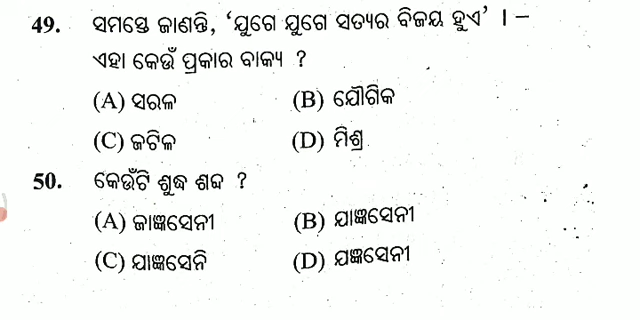 49. ସମସ୍ତେ ଜାଣନ୍ତି, ‘ଯୁଗେ ଯୁଗେ ସତ୍ୟର ବିଜୟ ହୁଏ’ । –
ଏହା କେଉଁ ପ୍ରକାର ବାକ୍ୟ ?
(A) ସରଳ (B) ଯୌଗିକ
(C) ଜଟିଳ (D) ମିଶ୍ର
50. କେଉଁଟି ଶୁଦ୍ଧ ଶବ୍ଦ ?
(A) ଜାଜ୍ଞସେନୀ (B) ଯାଜ୍ଞସେନୀ
(C) ଯାଜ୍ଞସେନି (D) ଯଜ୍ଞସେନୀ